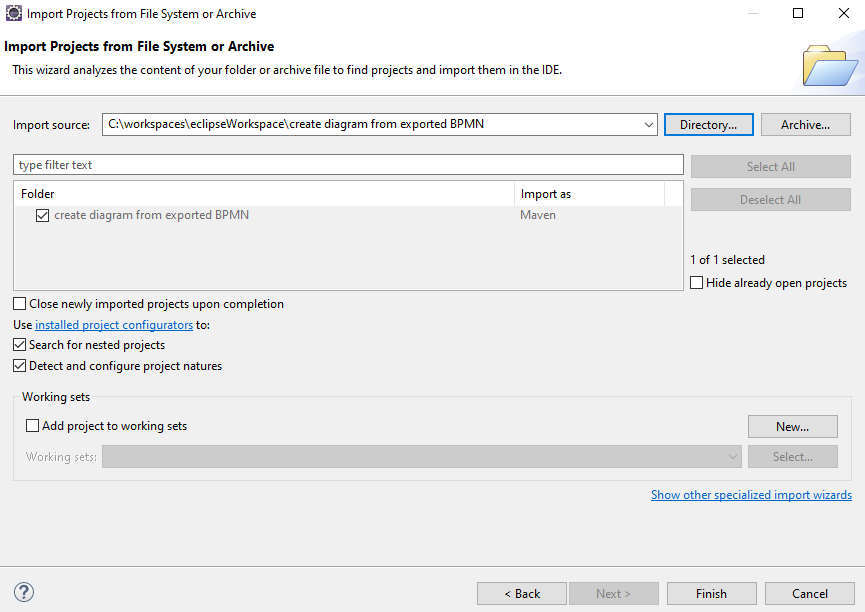 Import Projects from File System or Archive
Import Projects from File System or Archive
This wizard analyzes the content of your folder or archive file to find projects and import them in the IDE.
Import source: C:\workspaces\eclipseWorkspace\create diagram from exported BPMN Directory... Archive...
type filter text Select All
Folder Import as Deselect All
create diagram from exported BPMN Maven
1 of 1 selected
Hide already open projects
Close newly imported projects upon completion
Use installed project configurators to:
Search for nested projects
Detect and configure project natures
Working sets
Add project to working sets New...
Working sets: Select...
Show other specialized import wizards
? < Back Next > Finish Cancel